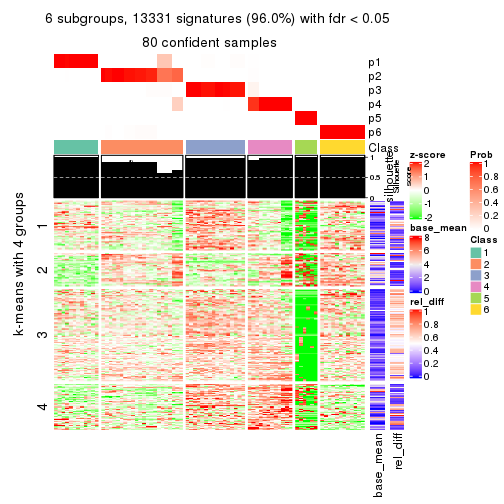 6 subgroups, 13331 signatures (96.0%) with fdr < 0.05
80 confident samples
p1
p2
p3
p4
p5
p6
Class
1
0.5
0
silhouette
Silhouette
score
k-means with 4 groups
1
2
3
4
base_mean
rel_diff
z-score
2
1
0
-1
-2
base_mean
8
6
4
2
0
rel_diff
1
0.8
0.6
0.4
0.2
0
Prob
1
0.8
0.6
0.4
0.2
0
Class
1
2
3
4
5
6